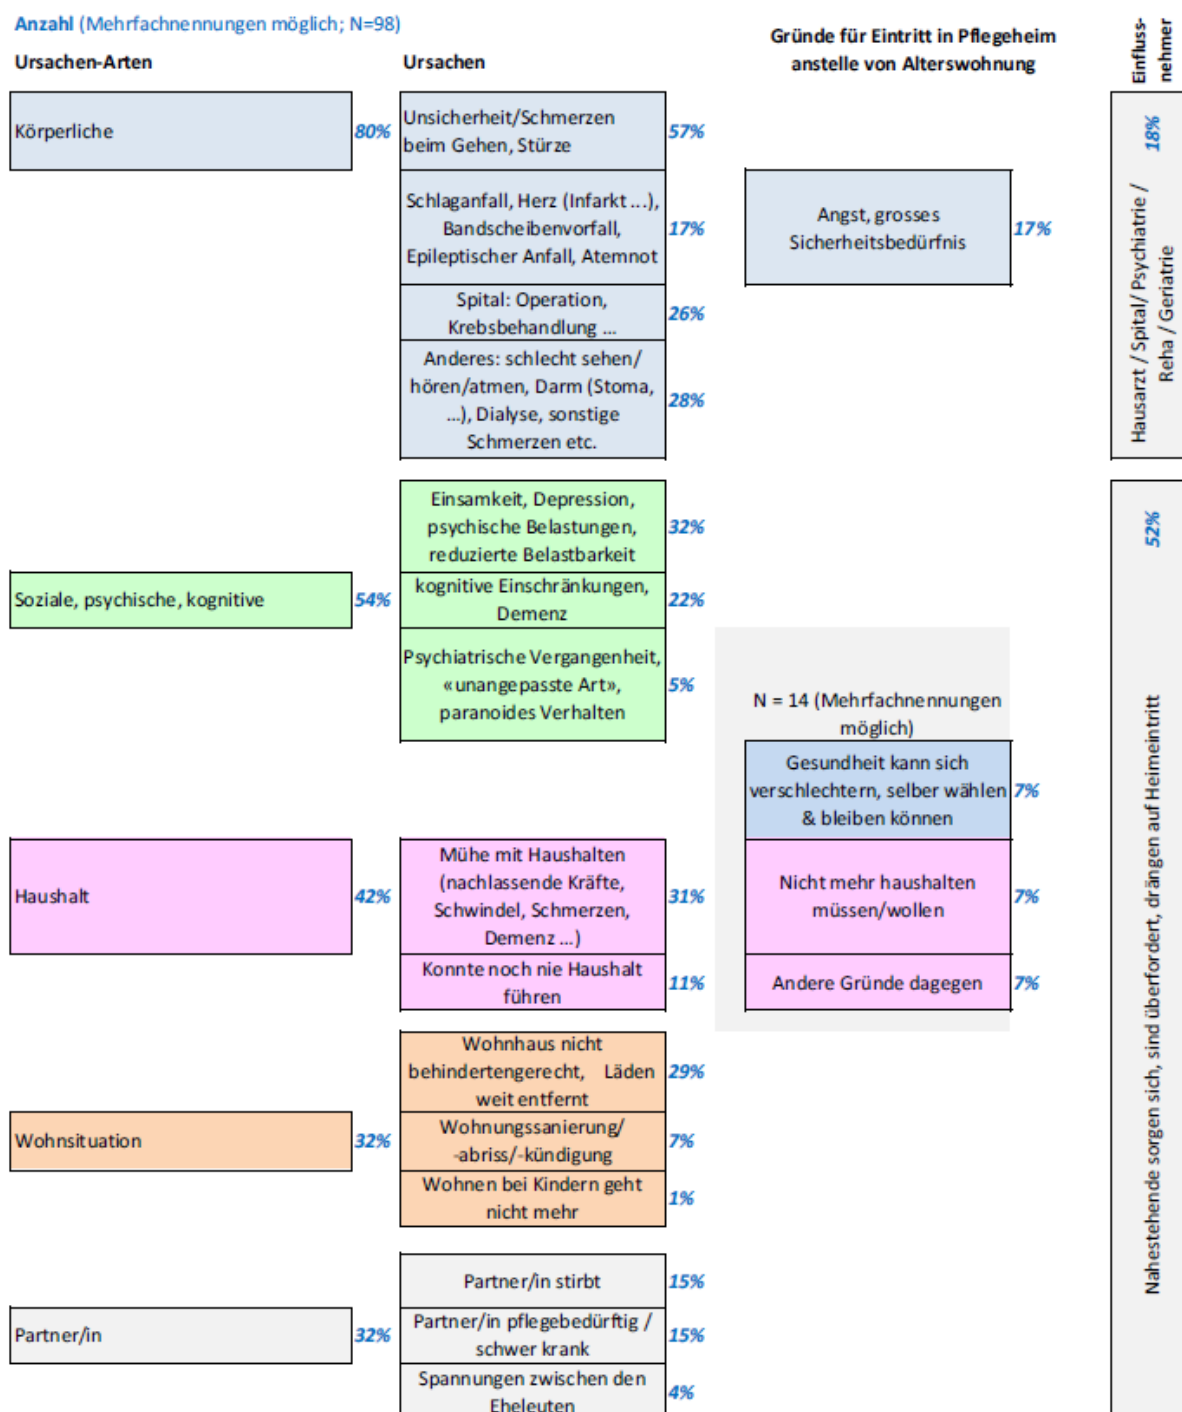 Anzahl (Mehrfachnennungen möglich; N=98)
Ursachen-Arten
Ursachen
Gründe für Eintritt in Pflegeheim
anstelle von Alterswohnung
Einfluss-
nehmer
Körperliche
80%
Unsicherheit/Schmerzen
beim Gehen, Stürze
57%
Schlaganfall, Herz (Infarkt ...),
Bandscheibenvorfall,
Epileptischer Anfall, Atemnot
17%
Angst, grosses
Sicherheitsbedürfnis
17%
Spital: Operation,
Krebsbehandlung ...
26%
Anderes: schlecht sehen/
hören/atmen, Darm (Stoma,
...), Dialyse, sonstige
Schmerzen etc.
28%
18%
Hausarzt / Spital/ Psychiatrie /
Reha / Geriatrie
Soziale, psychische, kognitive
54%
Einsamkeit, Depression,
psychische Belastungen,
reduzierte Belastbarkeit
32%
kognitive Einschränkungen,
Demenz
22%
Psychiatrische Vergangenheit,
«unangepasste Art»,
paranoides Verhalten
5%
N = 14 (Mehrfachnennungen
möglich)
Gesundheit kann sich
verschlechtern, selber wählen
& bleiben können
7%
Haushalt
42%
Mühe mit Haushalten
(nachlassende Kräfte,
Schwindel, Schmerzen,
Demenz ...)
31%
Nicht mehr haushalten
müssen/wollen
7%
Konnte noch nie Haushalt
führen
11%
Andere Gründe dagegen
7%
Wohnsituation
32%
Wohnhaus nicht
behindertengerecht, Läden
weit entfernt
29%
Wohnungssanierung/
-abriss/-kündigung
7%
Wohnen bei Kindern geht
nicht mehr
1%
Partner/in
32%
Partner/in stirbt
15%
Partner/in pflegebedürftig /
schwer krank
15%
Spannungen zwischen den
Eheleuten
4%
52%
Nahestehende sorgen sich, sind überfordert, drängen auf Heimeintritt